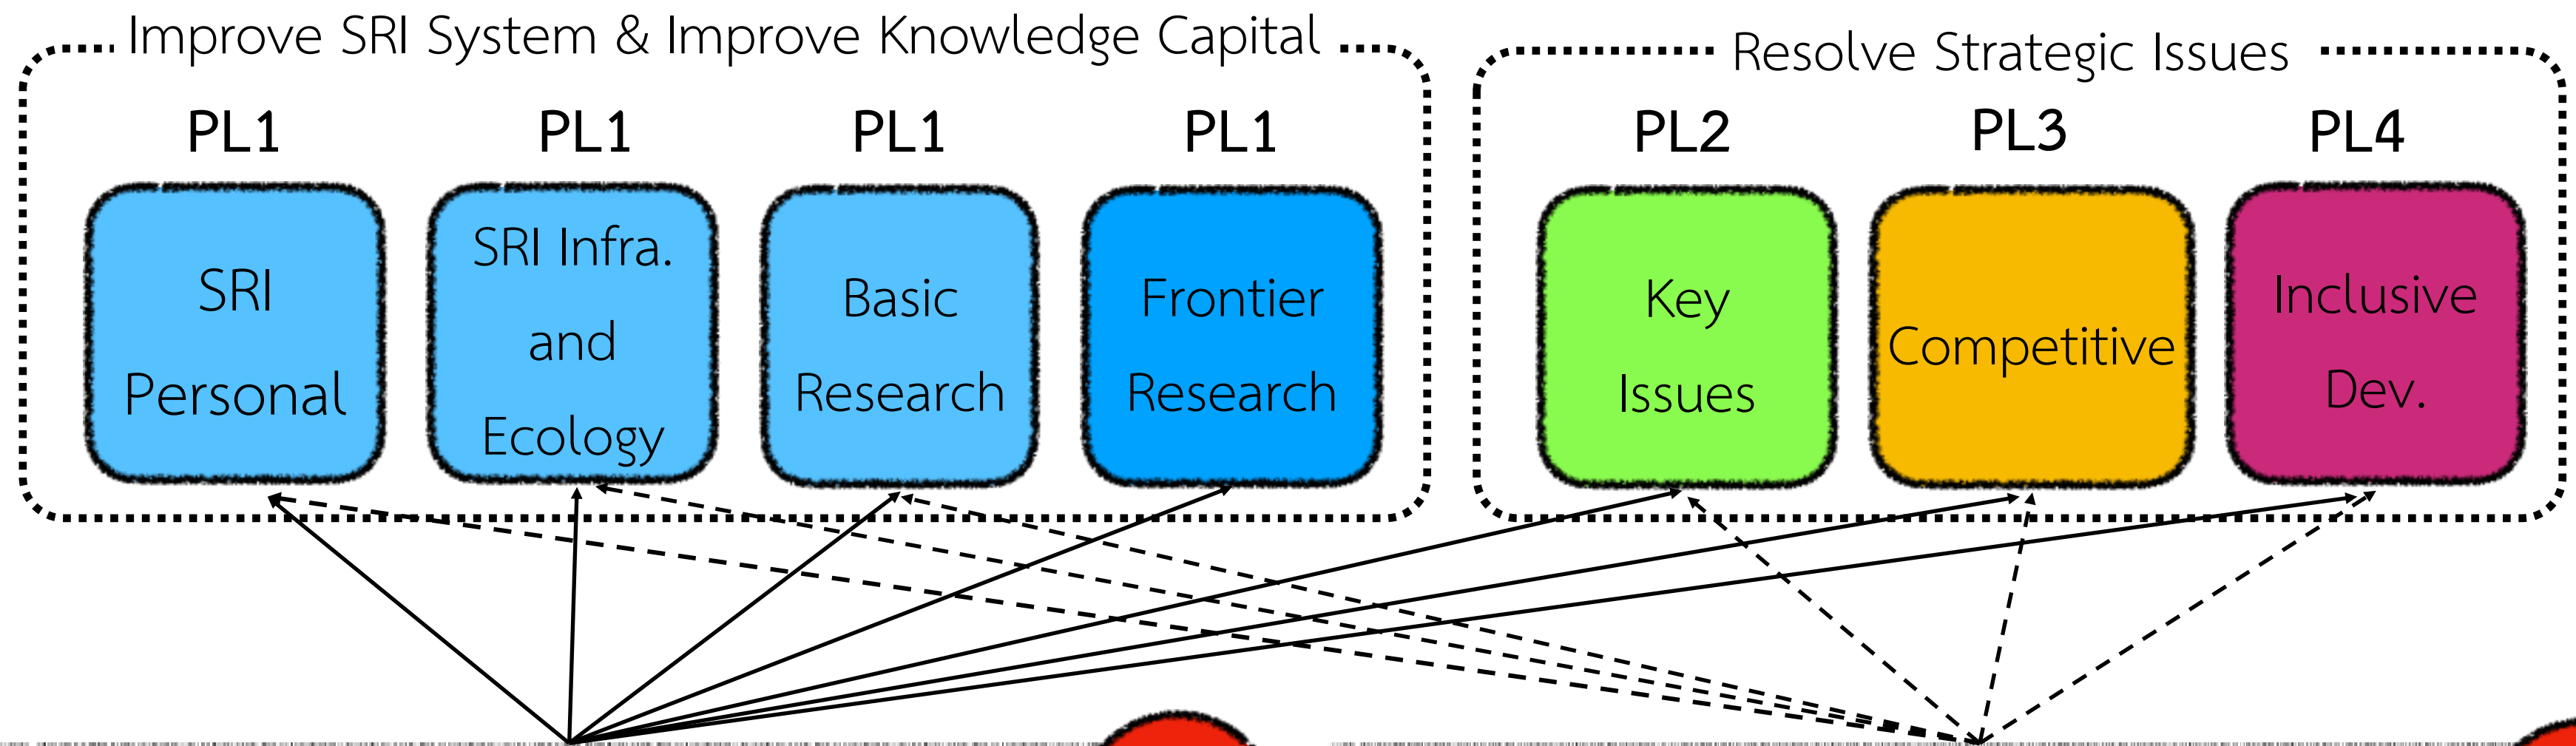 Improve SRI System & Improve Knowledge Capital
Resolve Strategic Issues
PL1
PL1
PL1
PL1
PL2
PL3
PL4
SRI
Personal
SRI Infra.
and
Ecology
Basic
Research
Frontier
Research
Key
Issues
Competitive
Inclusive
Dev.